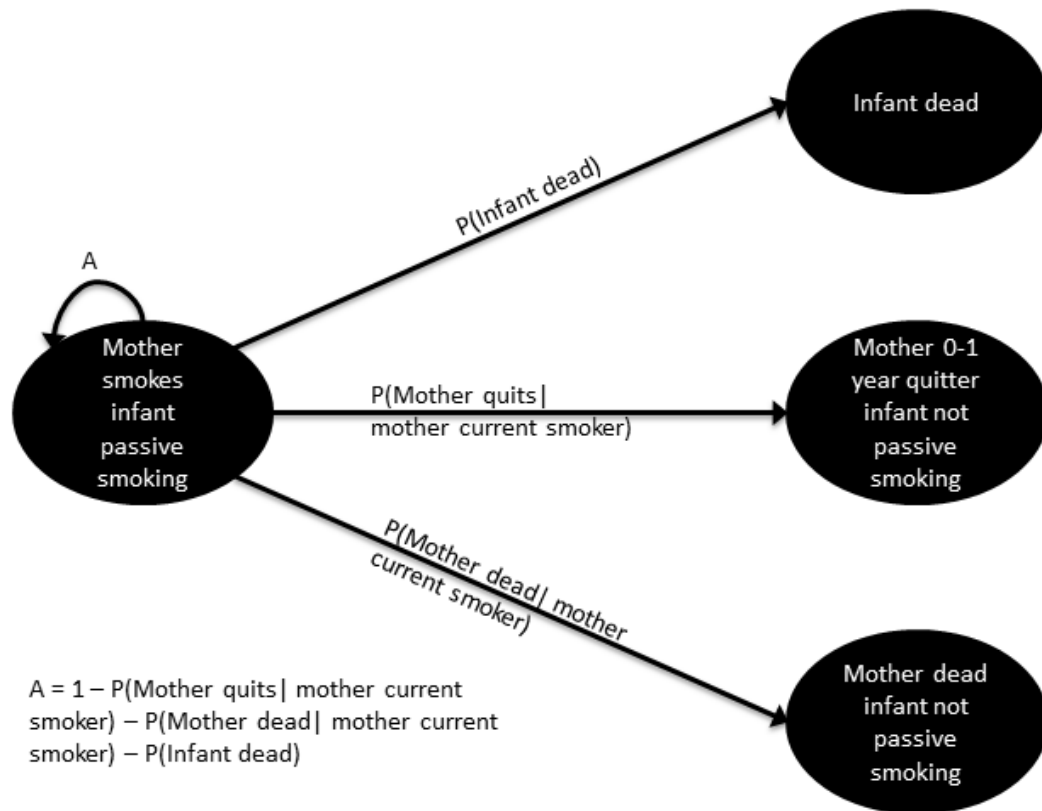 Infant dead
P(Infant dead)
A
Mother
smokes
infant
passive
smoking
P(Mother quits|
mother current smoker)
Mother 0-1
year quitter
infant not
passive
smoking
P(Mother dead| mother
current smoker)
Mother dead
infant not
passive
smoking
A = 1 – P(Mother quits| mother current
smoker) – P(Mother dead| mother current
smoker) – P(Infant dead)